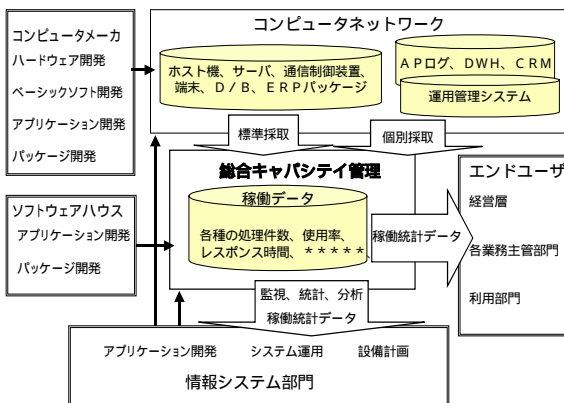 コンピュータネットワーク
コンピュータメーカ
ハードウェア開発
ベーシックソフト開発
アプリケーション開発
パッケージ開発
ホスト機、サーバ、通信制御装置、
端末、D/B、ERPパッケージ
APログ、DWH、CRM
運用管理システム
標準採取
個別採取
総合キャパシテイ管理
稼働データ
各種の処理件数、使用率、
レスポンス時間、*****、
稼働統計データ
エンドユーザ
経営層
各業務主管部門
利用部門
ソフトウェアハウス
アプリケーション開発
パッケージ開発
監視、統計、分析
稼働統計データ
アプリケーション開発 システム運用 設備計画
情報システム部門